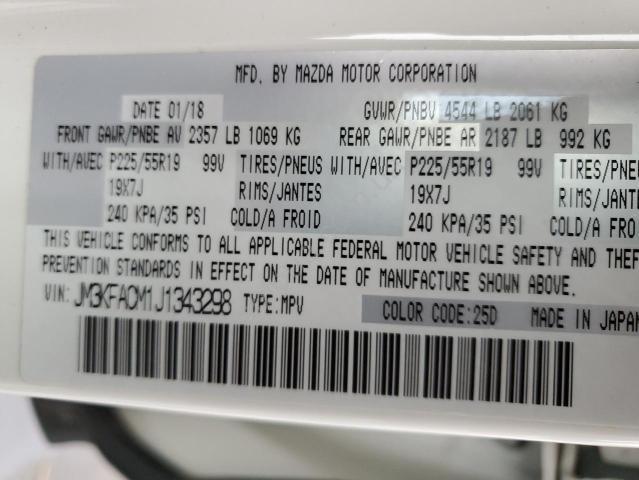 MFD. BY MAZDA MOTOR CORPORATION
DATE 01/18 GVWR/PNBV 4544 LB 2061 KG
FRONT GAWR/PNBE AV 2357 LB 1069 KG REAR GAWR/PNBE AR 2187 LB 992 KG
WITH/AVEC P225/55R19 99V TIRES/PNEUS WITH/AVEC P225/55R19 99V TIRES/PNEU
19X7J RIMS/JANTES 19X7J RIMS/JANTES
240 KPA/35 PSI COLD/A FROID 240 KPA/35 PSI COLD/A FRO
THIS VEHICLE CONFORMS TO ALL APPLICABLE FEDERAL MOTOR VEHICLE SAFETY AND THEF
PREVENTION STANDARDS IN EFFECT ON THE DATE OF MANUFACTURE SHOWN ABOVE.
VIN: JM3KFACM1J1343298 TYPE:MPV COLOR CODE:25D MADE IN JAPAN